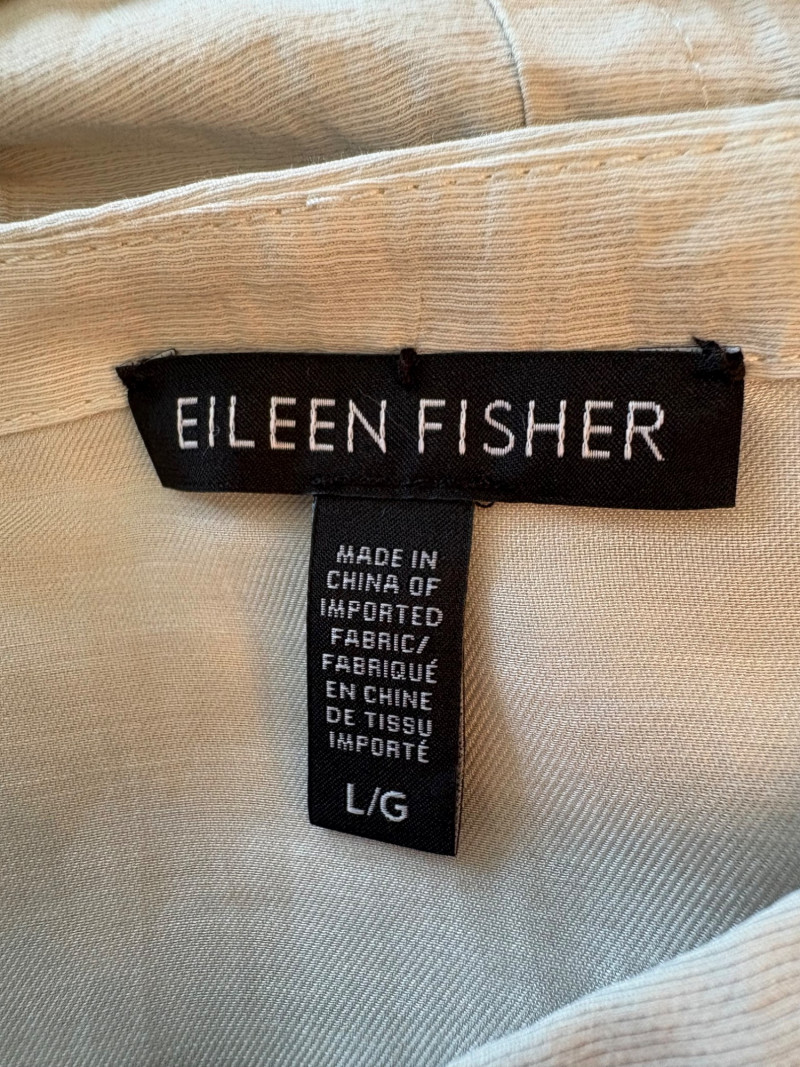 EILEEN FISHER
MADE IN
CHINA OF
IMPORTED
FABRIC/
FABRIQUÉ
EN CHINE
DE TISSU
IMPORTÉ
L/G